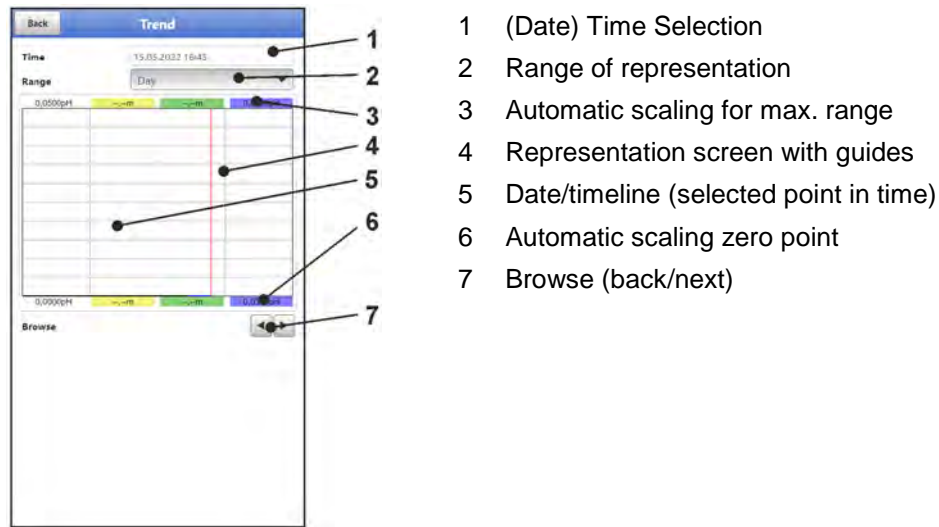 Back Trend
Time 15.05.2022 16:45
Range Day
0,0500pH --,--m --,--m
0,0000pH --,--m --,--m
Browse
1
2
3
4
5
6
7
1 (Date) Time Selection
2 Range of representation
3 Automatic scaling for max. range
4 Representation screen with guides
5 Date/timeline (selected point in time)
6 Automatic scaling zero point
7 Browse (back/next)